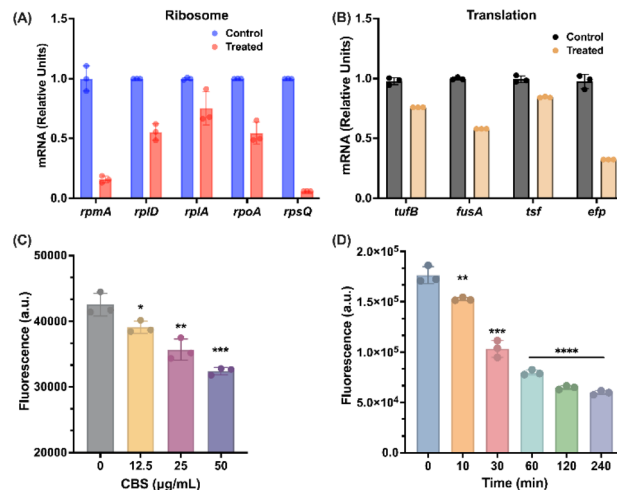 (A)
Ribosome
Control
Treated
mRNA (Relative Units)
1.5
1.0
0.5
0.0
rpmA rplD rplA rpoA rpsQ
(B)
Translation
Control
Treated
mRNA (Relative Units)
1.5
1.0
0.5
0.0
tufB fusA tsf efp
(C)
Fluorescence (a.u.)
50000
40000
30000
20000
* ** ***
0 12.5 25 50
CBS (μg/mL)
(D)
Fluorescence (a.u.)
2.0×10⁵
1.5×10⁵
1.0×10⁵
5.0×10⁴
** *** ****
0 10 30 60 120 240
Time (min)